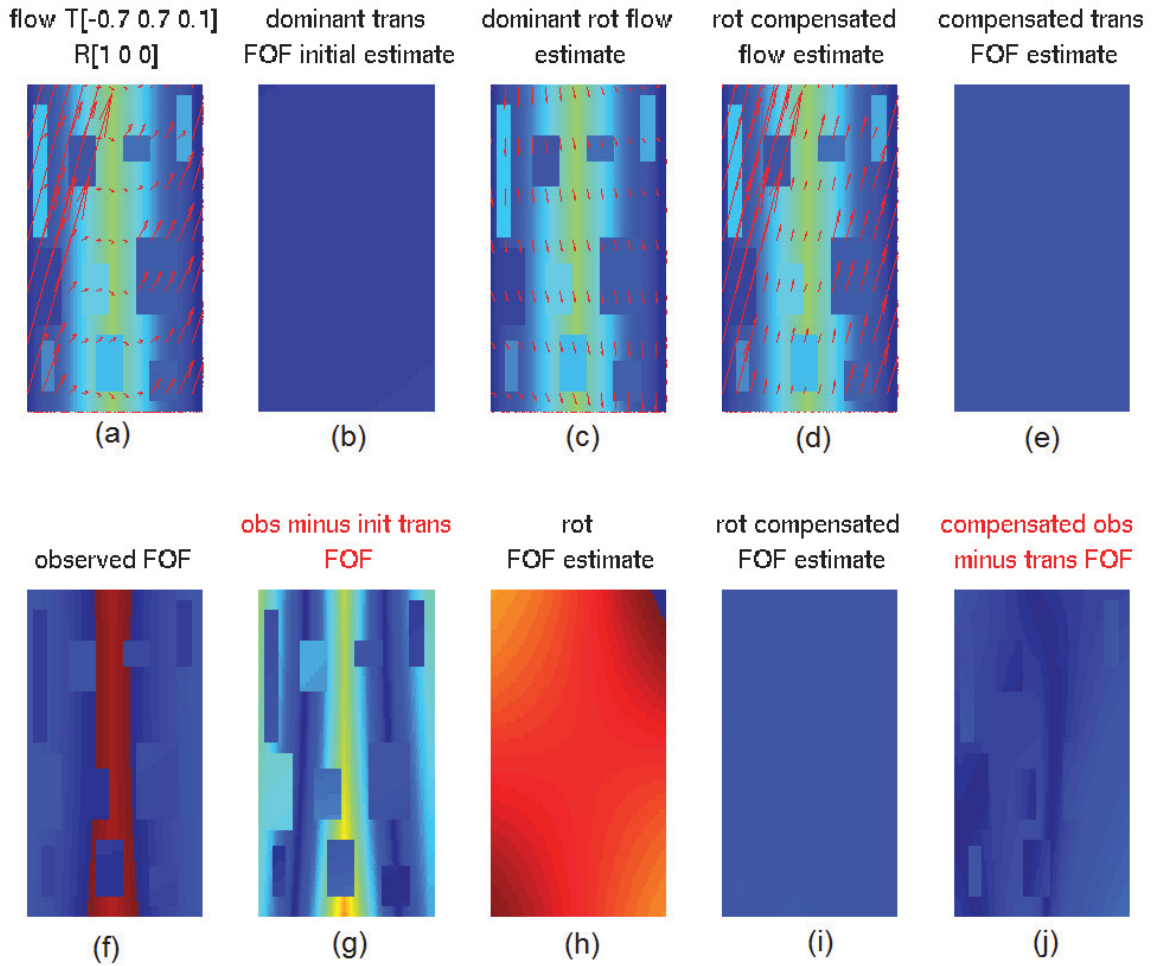 flow T[-0.7 0.7 0.1]
R[1 0 0]
dominant trans
FOF initial estimate
dominant rot flow
estimate
rot compensated
flow estimate
compensated trans
FOF estimate
(a)
(b)
(c)
(d)
(e)
observed FOF
obs minus init trans
FOF
rot
FOF estimate
rot compensated
FOF estimate
compensated obs
minus trans FOF
(f)
(g)
(h)
(i)
(j)